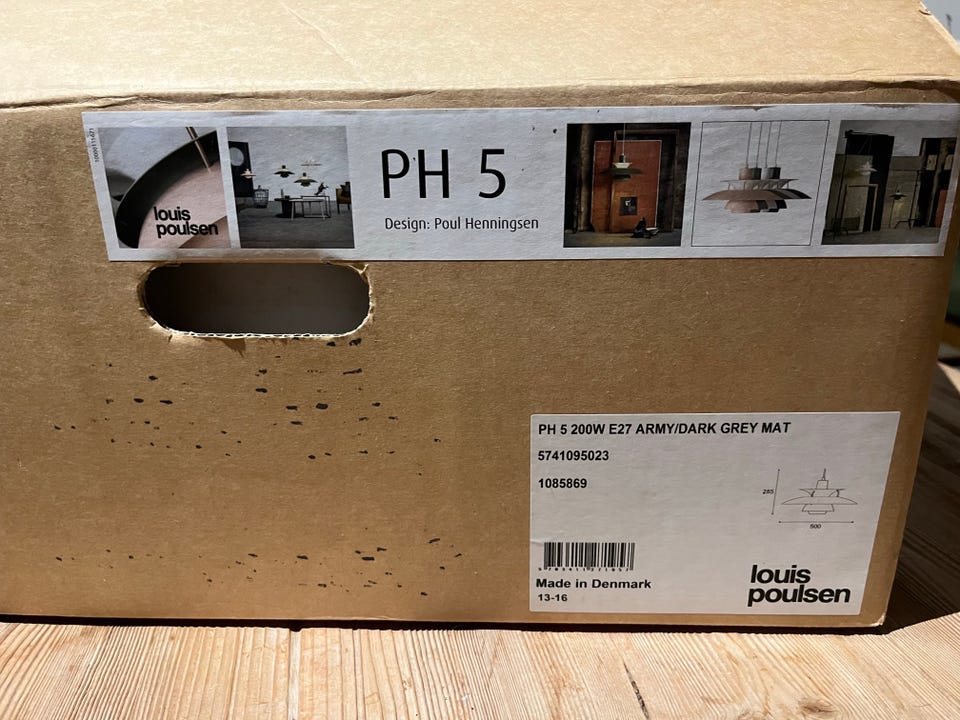 louis
poulsen
PH 5
Design: Poul Henningsen
PH 5 200W E27 ARMY/DARK GREY MAT
5741095023
1085869
285
500
Made in Denmark
13-16
louis
poulsen